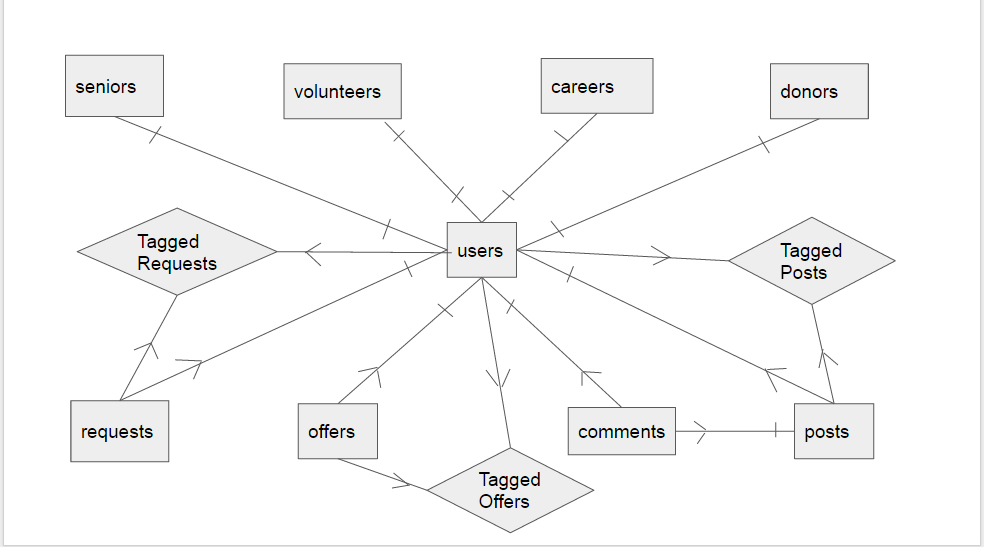 seniors
volunteers
careers
donors
Tagged
Requests
users
Tagged
Posts
requests
offers
comments
posts
Tagged
Offers